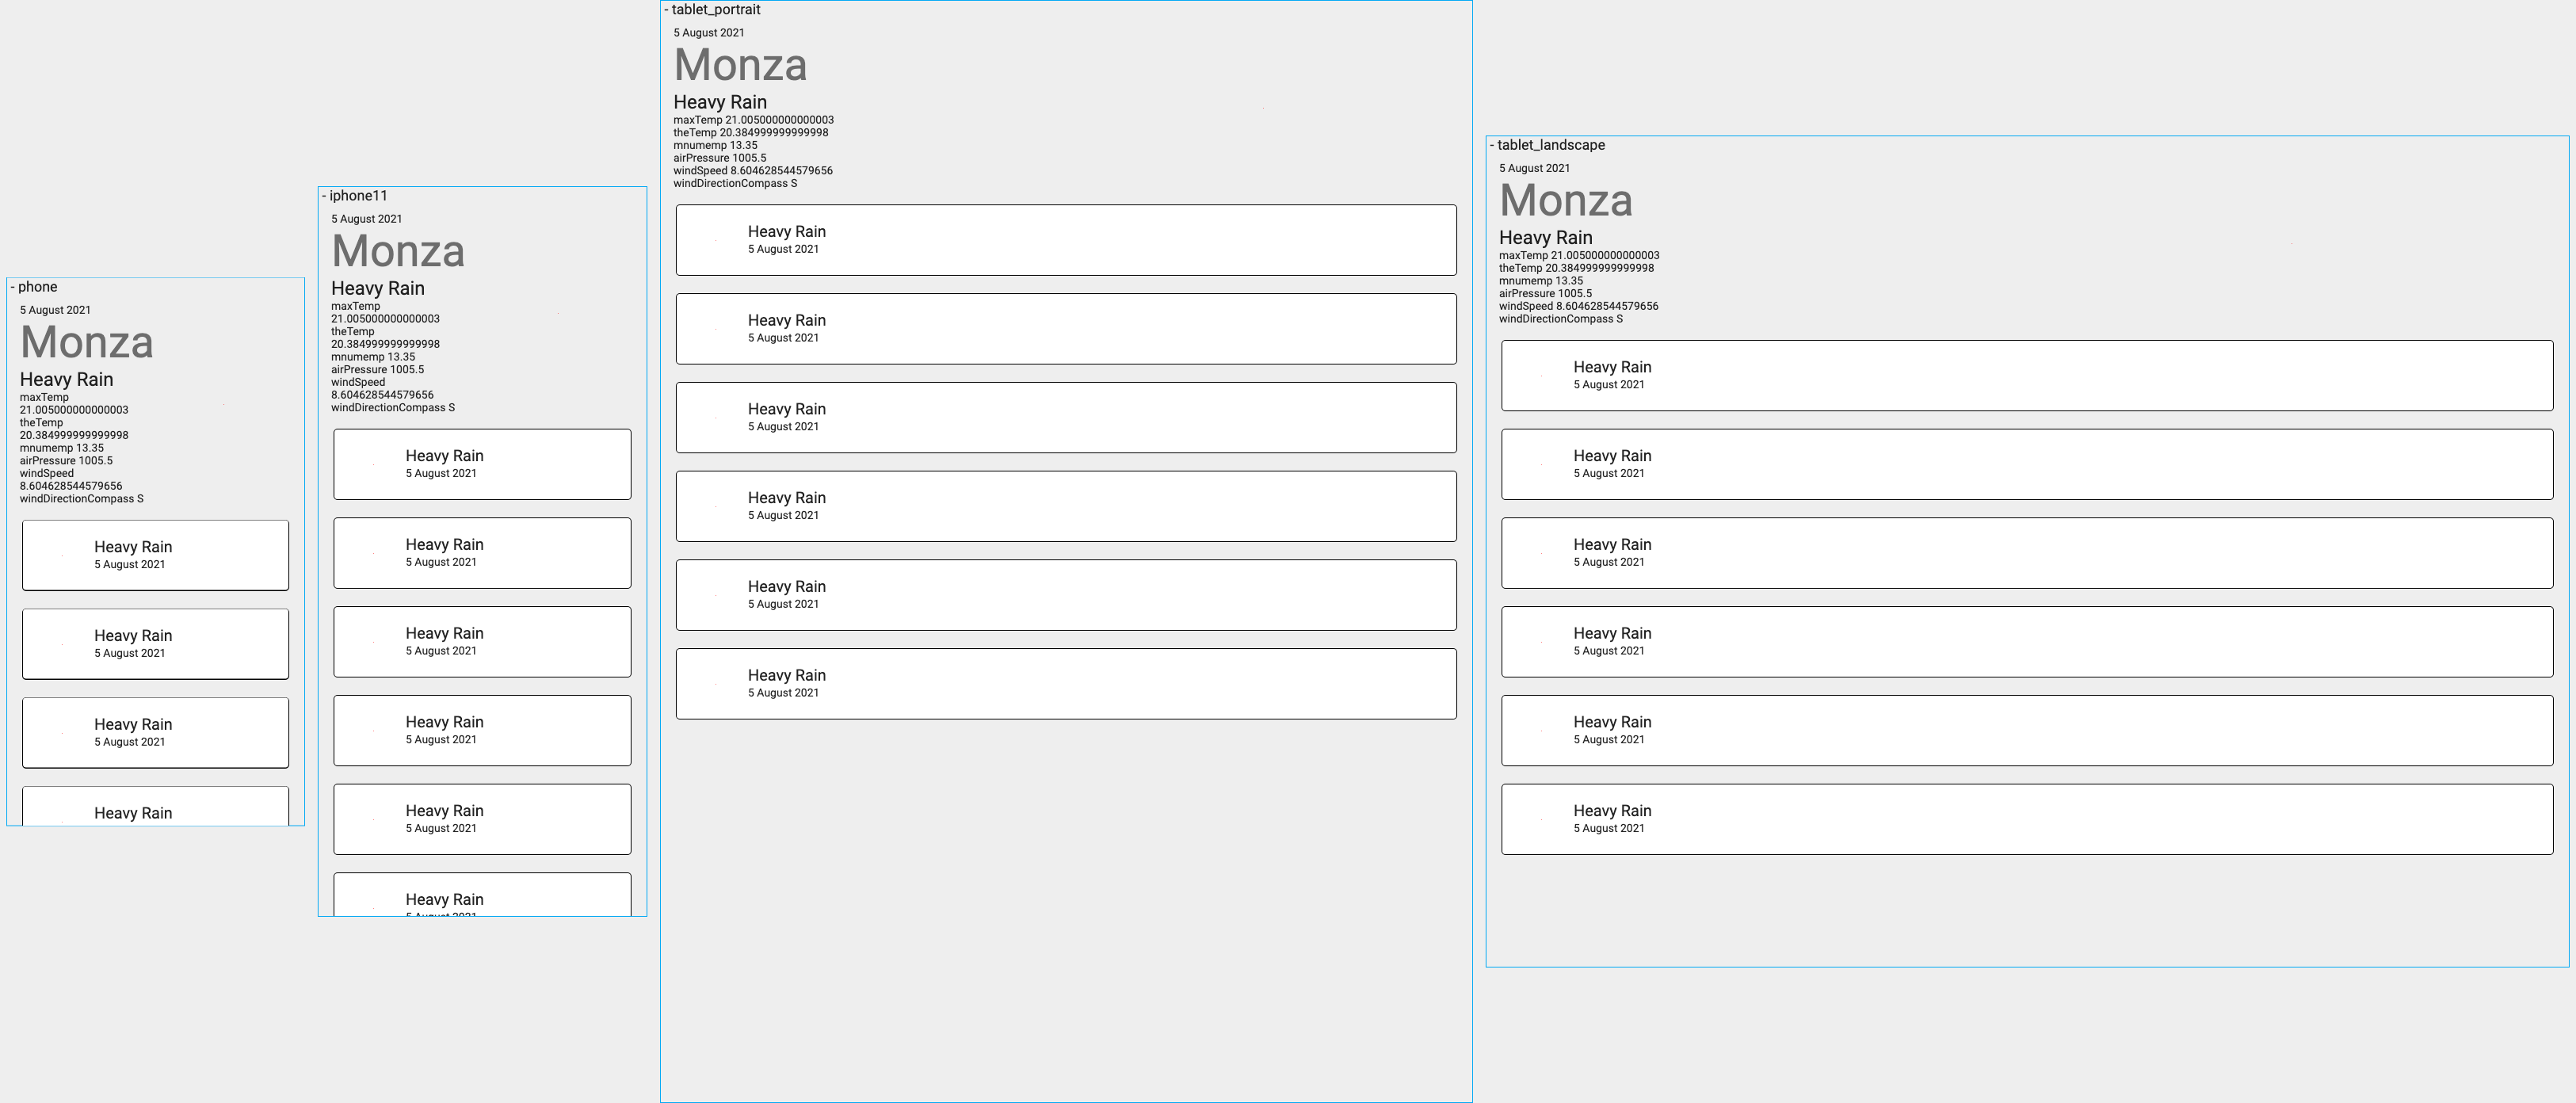 - phone
5 August 2021
Monza
Heavy Rain
maxTemp
21.005000000000003
theTemp
20.384999999999998
mnumemp 13.35
airPressure 1005.5
windSpeed
8.604628544579656
windDirectionCompass S
Heavy Rain
5 August 2021
Heavy Rain
5 August 2021
Heavy Rain
5 August 2021
Heavy Rain
- iphone11
5 August 2021
Monza
Heavy Rain
maxTemp
21.005000000000003
theTemp
20.384999999999998
mnumemp 13.35
airPressure 1005.5
windSpeed
8.604628544579656
windDirectionCompass S
Heavy Rain
5 August 2021
Heavy Rain
5 August 2021
Heavy Rain
5 August 2021
Heavy Rain
5 August 2021
Heavy Rain
5 August 2021
Heavy Rain
5 August 2021
- tablet_portrait
5 August 2021
Monza
Heavy Rain
maxTemp 21.005000000000003
theTemp 20.384999999999998
mnumemp 13.35
airPressure 1005.5
windSpeed 8.604628544579656
windDirectionCompass S
Heavy Rain
5 August 2021
Heavy Rain
5 August 2021
Heavy Rain
5 August 2021
Heavy Rain
5 August 2021
Heavy Rain
5 August 2021
Heavy Rain
5 August 2021
- tablet_landscape
5 August 2021
Monza
Heavy Rain
maxTemp 21.005000000000003
theTemp 20.384999999999998
mnumemp 13.35
airPressure 1005.5
windSpeed 8.604628544579656
windDirectionCompass S
Heavy Rain
5 August 2021
Heavy Rain
5 August 2021
Heavy Rain
5 August 2021
Heavy Rain
5 August 2021
Heavy Rain
5 August 2021
Heavy Rain
5 August 2021